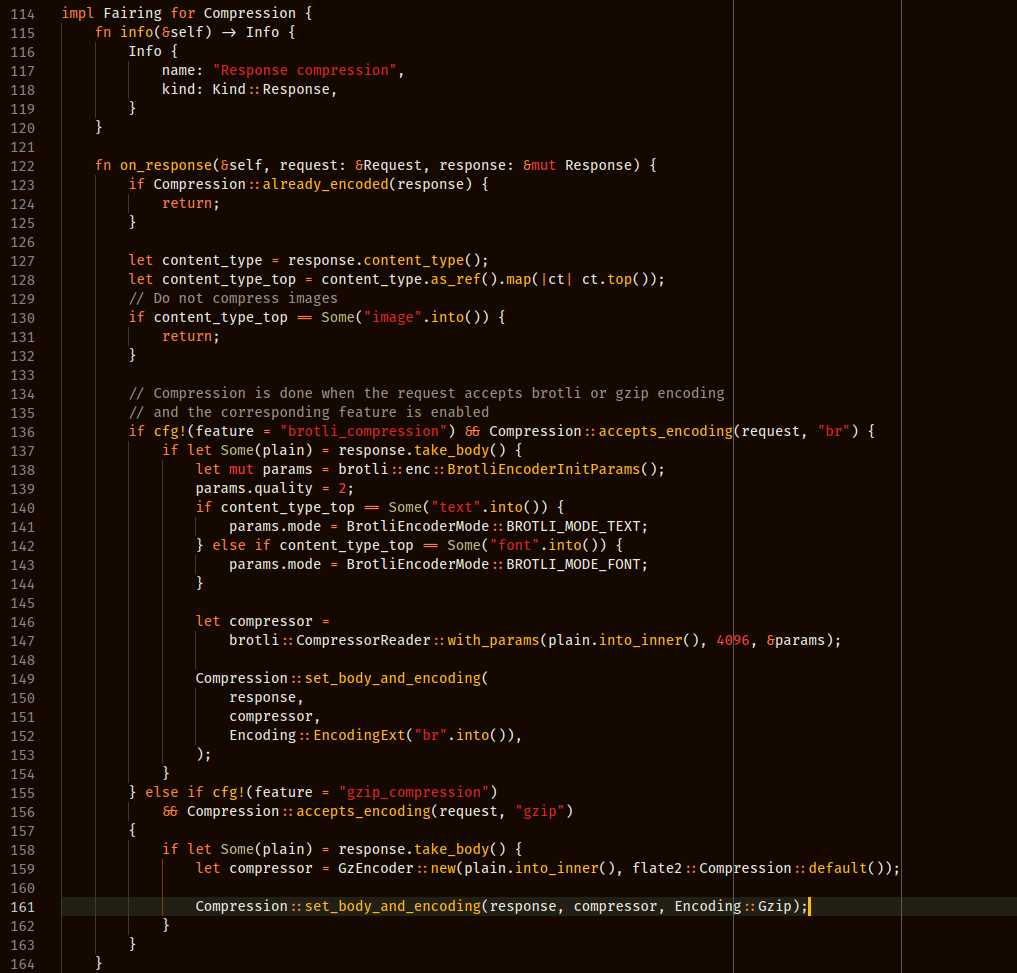 114 impl Fairing for Compression {
115     fn info(&self) -> Info {
116         Info {
117             name: "Response compression",
118             kind: Kind::Response,
119         }
120     }
121
122     fn on_response(&self, request: &Request, response: &mut Response) {
123         if Compression::already_encoded(response) {
124             return;
125         }
126
127         let content_type = response.content_type();
128         let content_type_top = content_type.as_ref().map(|ct| ct.top());
129         // Do not compress images
130         if content_type_top == Some("image".into()) {
131             return;
132         }
133
134         // Compression is done when the request accepts brotli or gzip encoding
135         // and the corresponding feature is enabled
136         if cfg!(feature = "brotli_compression") && Compression::accepts_encoding(request, "br") {
137             if let Some(plain) = response.take_body() {
138                 let mut params = brotli::enc::BrotliEncoderInitParams();
139                 params.quality = 2;
140                 if content_type_top == Some("text".into()) {
141                     params.mode = BrotliEncoderMode::BROTLI_MODE_TEXT;
142                 } else if content_type_top == Some("font".into()) {
143                     params.mode = BrotliEncoderMode::BROTLI_MODE_FONT;
144                 }
145
146                 let compressor =
147                     brotli::CompressorReader::with_params(plain.into_inner(), 4096, &params);
148
149                 Compression::set_body_and_encoding(
150                     response,
151                     compressor,
152                     Encoding::EncodingExt("br".into()),
153                 );
154             }
155         } else if cfg!(feature = "gzip_compression")
156             && Compression::accepts_encoding(request, "gzip")
157         {
158             if let Some(plain) = response.take_body() {
159                 let compressor = GzEncoder::new(plain.into_inner(), flate2::Compression::default());
160
161                 Compression::set_body_and_encoding(response, compressor, Encoding::Gzip);
162             }
163         }
164     }